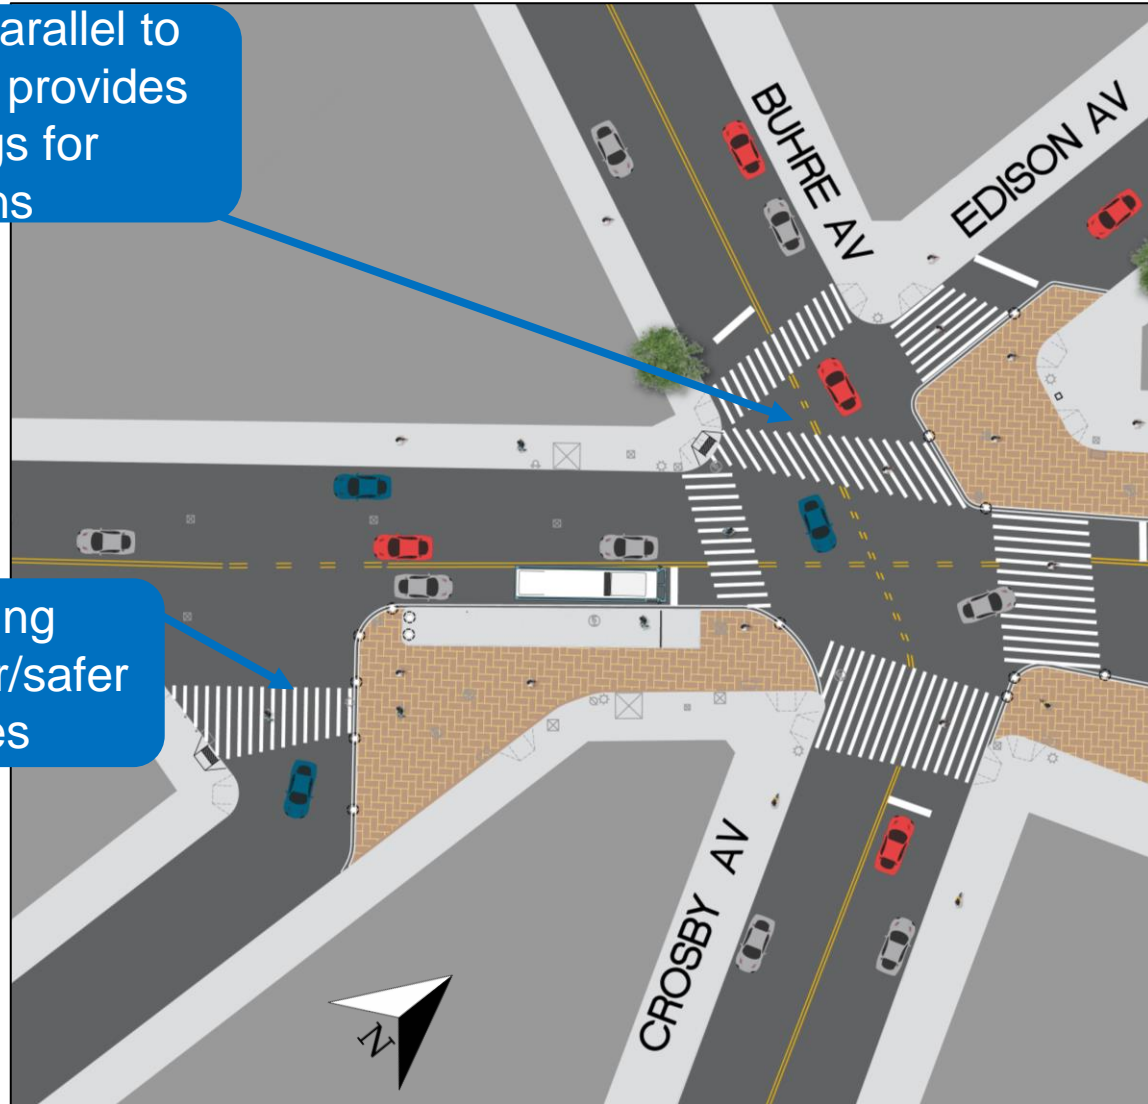 arallel to
provides
gs for
ns
BUHRE AV
EDISON AV
ng
r/safer
es
CROSBY AV
N